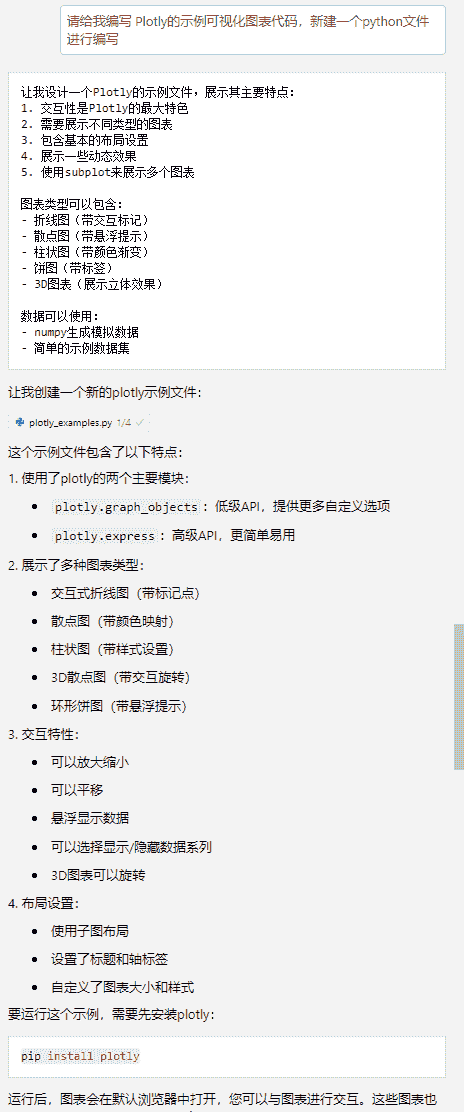 请给我编写 Plotly的示例可视化图表代码，新建一个python文件
进行编写
让我设计一个Plotly的示例文件，展示其主要特点：
1. 交互性是Plotly的最大特色
2. 需要展示不同类型的图表
3. 包含基本的布局设置
4. 展示一些动态效果
5. 使用subplot来展示多个图表
图表类型可以包含：
- 折线图（带交互标记）
- 散点图（带悬浮提示）
- 柱状图（带颜色渐变）
- 饼图（带标签）
- 3D图表（展示立体效果）
数据可以使用：
- numpy生成模拟数据
- 简单的示例数据集
让我创建一个新的plotly示例文件：
plotly_examples.py 1/4 ✓
这个示例文件包含了以下特点：
1. 使用了plotly的两个主要模块：
• plotly.graph_objects：低级API，提供更多自定义选项
• plotly.express：高级API，更简单易用
2. 展示了多种图表类型：
• 交互式折线图（带标记点）
• 散点图（带颜色映射）
• 柱状图（带样式设置）
• 3D散点图（带交互旋转）
• 环形饼图（带悬浮提示）
3. 交互特性：
• 可以放大缩小
• 可以平移
• 悬浮显示数据
• 可以选择显示/隐藏数据系列
• 3D图表可以旋转
4. 布局设置：
• 使用子图布局
• 设置了标题和轴标签
• 自定义了图表大小和样式
要运行这个示例，需要先安装plotly：
pip install plotly
运行后，图表会在默认浏览器中打开，您可以与图表进行交互。这些图表也